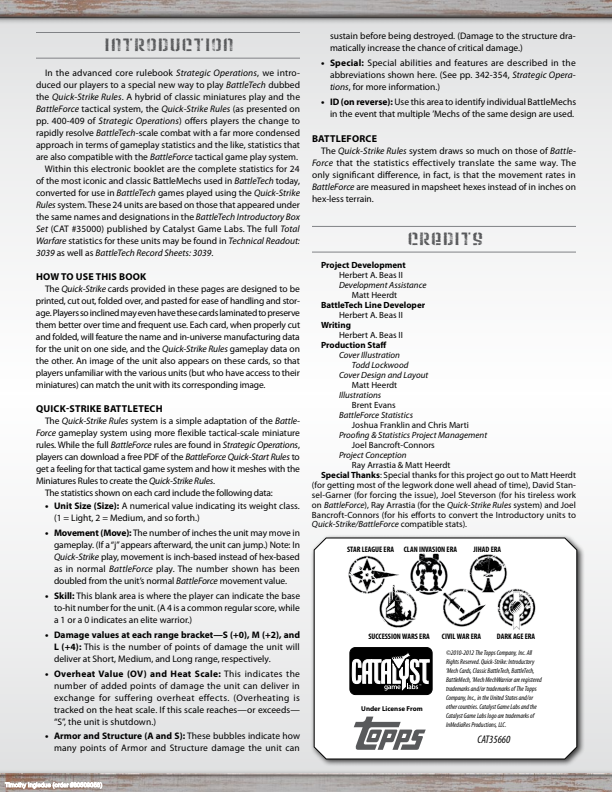 INTRODUCTION
In the advanced core rulebook Strategic Operations, we intro-
duced our players to a special new way to play BattleTech dubbed
the Quick-Strike Rules. A hybrid of classic miniatures play and the
BattleForce tactical system, the Quick-Strike Rules (as presented on
pp. 400-409 of Strategic Operations) offers players the change to
rapidly resolve BattleTech-scale combat with a far more condensed
approach in terms of gameplay statistics and the like, statistics that
are also compatible with the BattleForce tactical game play system.
Within this electronic booklet are the complete statistics for 24
of the most iconic and classic BattleMechs used in BattleTech today,
converted for use in BattleTech games played using the Quick-Strike
Rules system. These 24 units are based on those that appeared under
the same names and designations in the BattleTech Introductory Box
Set (CAT #35000) published by Catalyst Game Labs. The full Total
Warfare statistics for these units may be found in Technical Readout:
3039 as well as BattleTech Record Sheets: 3039.
HOW TO USE THIS BOOK
The Quick-Strike cards provided in these pages are designed to be
printed, cut out, folded over, and pasted for ease of handling and stor-
age. Players so inclined may even have these cards laminated to preserve
them better over time and frequent use. Each card, when properly cut
and folded, will feature the name and in-universe manufacturing data
for the unit on one side, and the Quick-Strike Rules gameplay data on
the other. An image of the unit also appears on these cards, so that
players unfamiliar with the various units (but who have access to their
miniatures) can match the unit with its corresponding image.
QUICK-STRIKE BATTLETECH
The Quick-Strike Rules system is a simple adaptation of the Battle-
Force gameplay system using more flexible tactical-scale miniature
rules. While the full BattleForce rules are found in Strategic Operations,
players can download a free PDF of the BattleForce Quick-Start Rules to
get a feeling for that tactical game system and how it meshes with the
Miniatures Rules to create the Quick-Strike Rules.
The statistics shown on each card include the following data:
• Unit Size (Size): A numerical value indicating its weight class.
(1 = Light, 2 = Medium, and so forth.)
• Movement (Move): The number of inches the unit may move in
gameplay. (If a "j" appears afterward, the unit can jump.) Note: In
Quick-Strike play, movement is inch-based instead of hex-based
as in normal BattleForce play. The number shown has been
doubled from the unit's normal BattleForce movement value.
• Skill: This blank area is where the player can indicate the base
to-hit number for the unit. (A 4 is a common regular score, while
a 1 or a 0 indicates an elite warrior.)
• Damage values at each range bracket—S (+0), M (+2), and
L (+4): This is the number of points of damage the unit will
deliver at Short, Medium, and Long range, respectively.
• Overheat Value (OV) and Heat Scale: This indicates the
number of added points of damage the unit can deliver in
exchange for suffering overheat effects. (Overheating is
tracked on the heat scale. If this scale reaches—or exceeds—
"S", the unit is shutdown.)
• Armor and Structure (A and S): These bubbles indicate how
many points of Armor and Structure damage the unit can
sustain before being destroyed. (Damage to the structure dra-
matically increase the chance of critical damage.)
• Special: Special abilities and features are described in the
abbreviations shown here. (See pp. 342-354, Strategic Opera-
tions, for more information.)
• ID (on reverse): Use this area to identify individual BattleMechs
in the event that multiple 'Mechs of the same design are used.
BATTLEFORCE
The Quick-Strike Rules system draws so much on those of Battle-
Force that the statistics effectively translate the same way. The
only significant difference, in fact, is that the movement rates in
BattleForce are measured in mapsheet hexes instead of in inches on
hex-less terrain.
CREDITS
Project Development
Herbert A. Beas II
Development Assistance
Matt Heerdt
BattleTech Line Developer
Herbert A. Beas II
Writing
Herbert A. Beas II
Production Staff
Cover Illustration
Todd Lockwood
Cover Design and Layout
Matt Heerdt
Illustrations
Brent Evans
BattleForce Statistics
Joshua Franklin and Chris Marti
Proofing & Statistics Project Management
Joel Bancroft-Connors
Project Conception
Ray Arrastia & Matt Heerdt
Special Thanks: Special thanks for this project go out to Matt Heerdt
(for getting most of the legwork done well ahead of time), David Stan-
sel-Garner (for forcing the issue), Joel Steverson (for his tireless work
on BattleForce), Ray Arrastia (for the Quick-Strike Rules system) and Joel
Bancroft-Connors (for his efforts to convert the Introductory units to
Quick-Strike/BattleForce compatible stats).
STAR LEAGUE ERA CLAN INVASION ERA JIHAD ERA
SUCCESSION WARS ERA CIVIL WAR ERA DARK AGE ERA
CATALYST
game labs
Under License From
Topps
©2010-2012 The Topps Company, Inc. All
Rights Reserved. Quick-Strike: Introductory
'Mech Cards, Classic BattleTech, BattleTech,
BattleMech, 'Mech MechWarrior are registered
trademarks and/or trademarks of The Topps
Company, Inc., in the United States and/or
other countries. Catalyst Game Labs and the
Catalyst Game Labs logo are trademarks of
InMediaRes Productions, LLC.
CAT35660